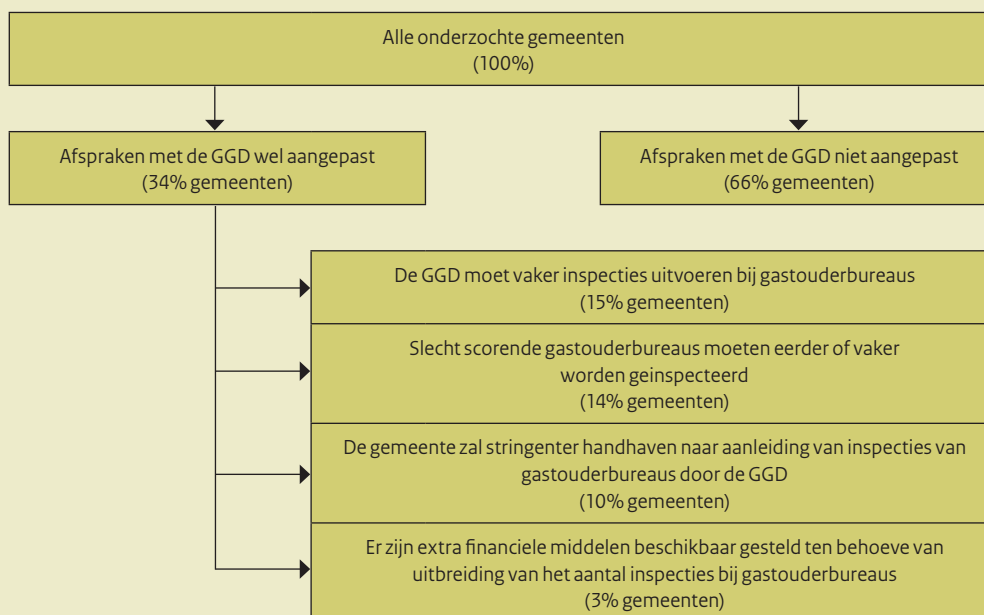 Alle onderzochte gemeenten
(100%)
Afspraken met de GGD wel aangepast
(34% gemeenten)
Afspraken met de GGD niet aangepast
(66% gemeenten)
De GGD moet vaker inspecties uitvoeren bij gastouderbureaus
(15% gemeenten)
Slecht scorende gastouderbureaus moeten eerder of vaker
worden geinspecteerd
(14% gemeenten)
De gemeente zal stringenter handhaven naar aanleiding van inspecties van
gastouderbureaus door de GGD
(10% gemeenten)
Er zijn extra financiele middelen beschikbaar gesteld ten behoeve van
uitbreiding van het aantal inspecties bij gastouderbureaus
(3% gemeenten)